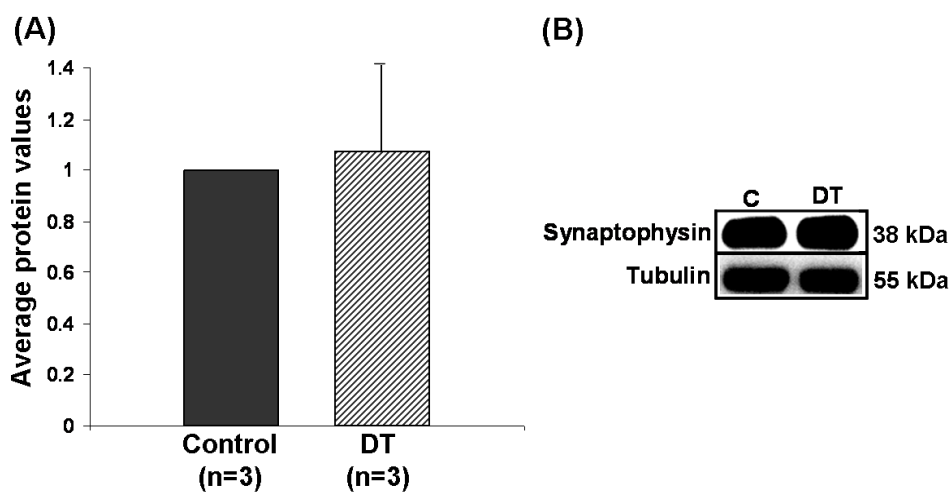 (A)
Average protein values
1.4
1.2
1
0.8
0.6
0.4
0.2
0
Control
(n=3)
DT
(n=3)
(B)
C DT
Synaptophysin 38 kDa
Tubulin 55 kDa